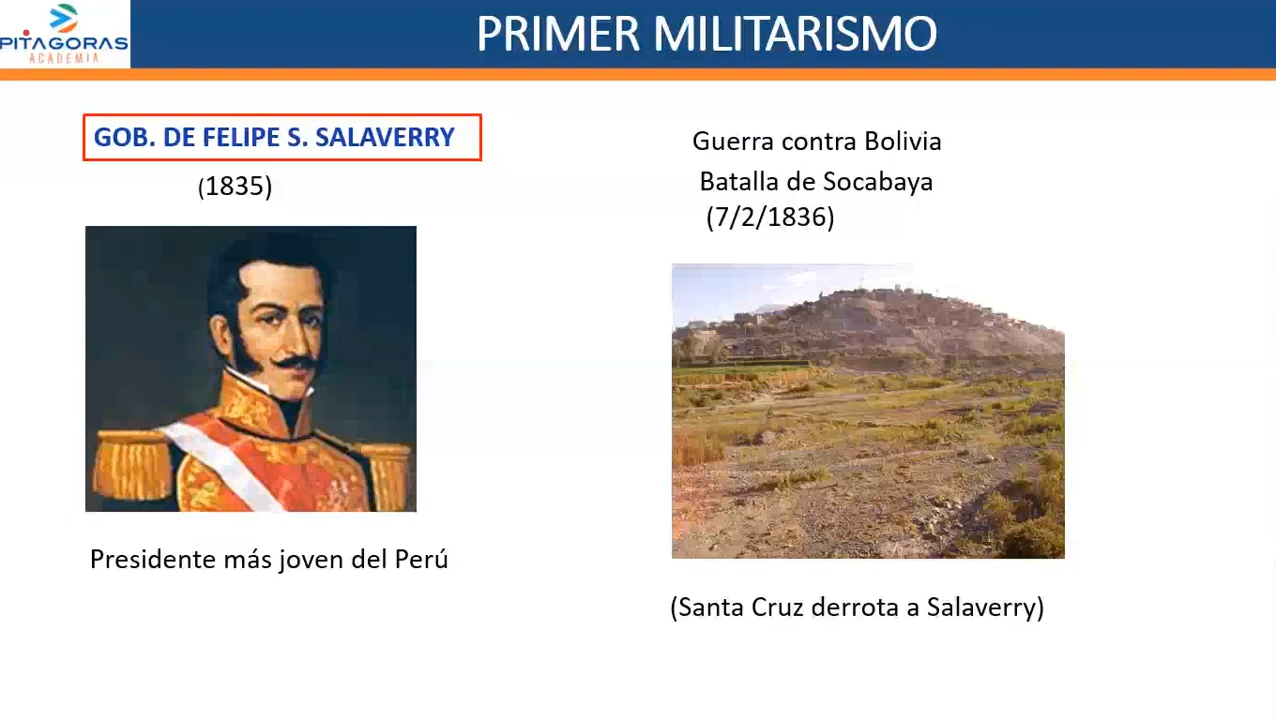 PITAGORAS
ACADEMIA
PRIMER MILITARISMO
GOB. DE FELIPE S. SALAVERRY
(1835)
Presidente más joven del Perú
Guerra contra Bolivia
Batalla de Socabaya
(7/2/1836)
(Santa Cruz derrota a Salaverry)